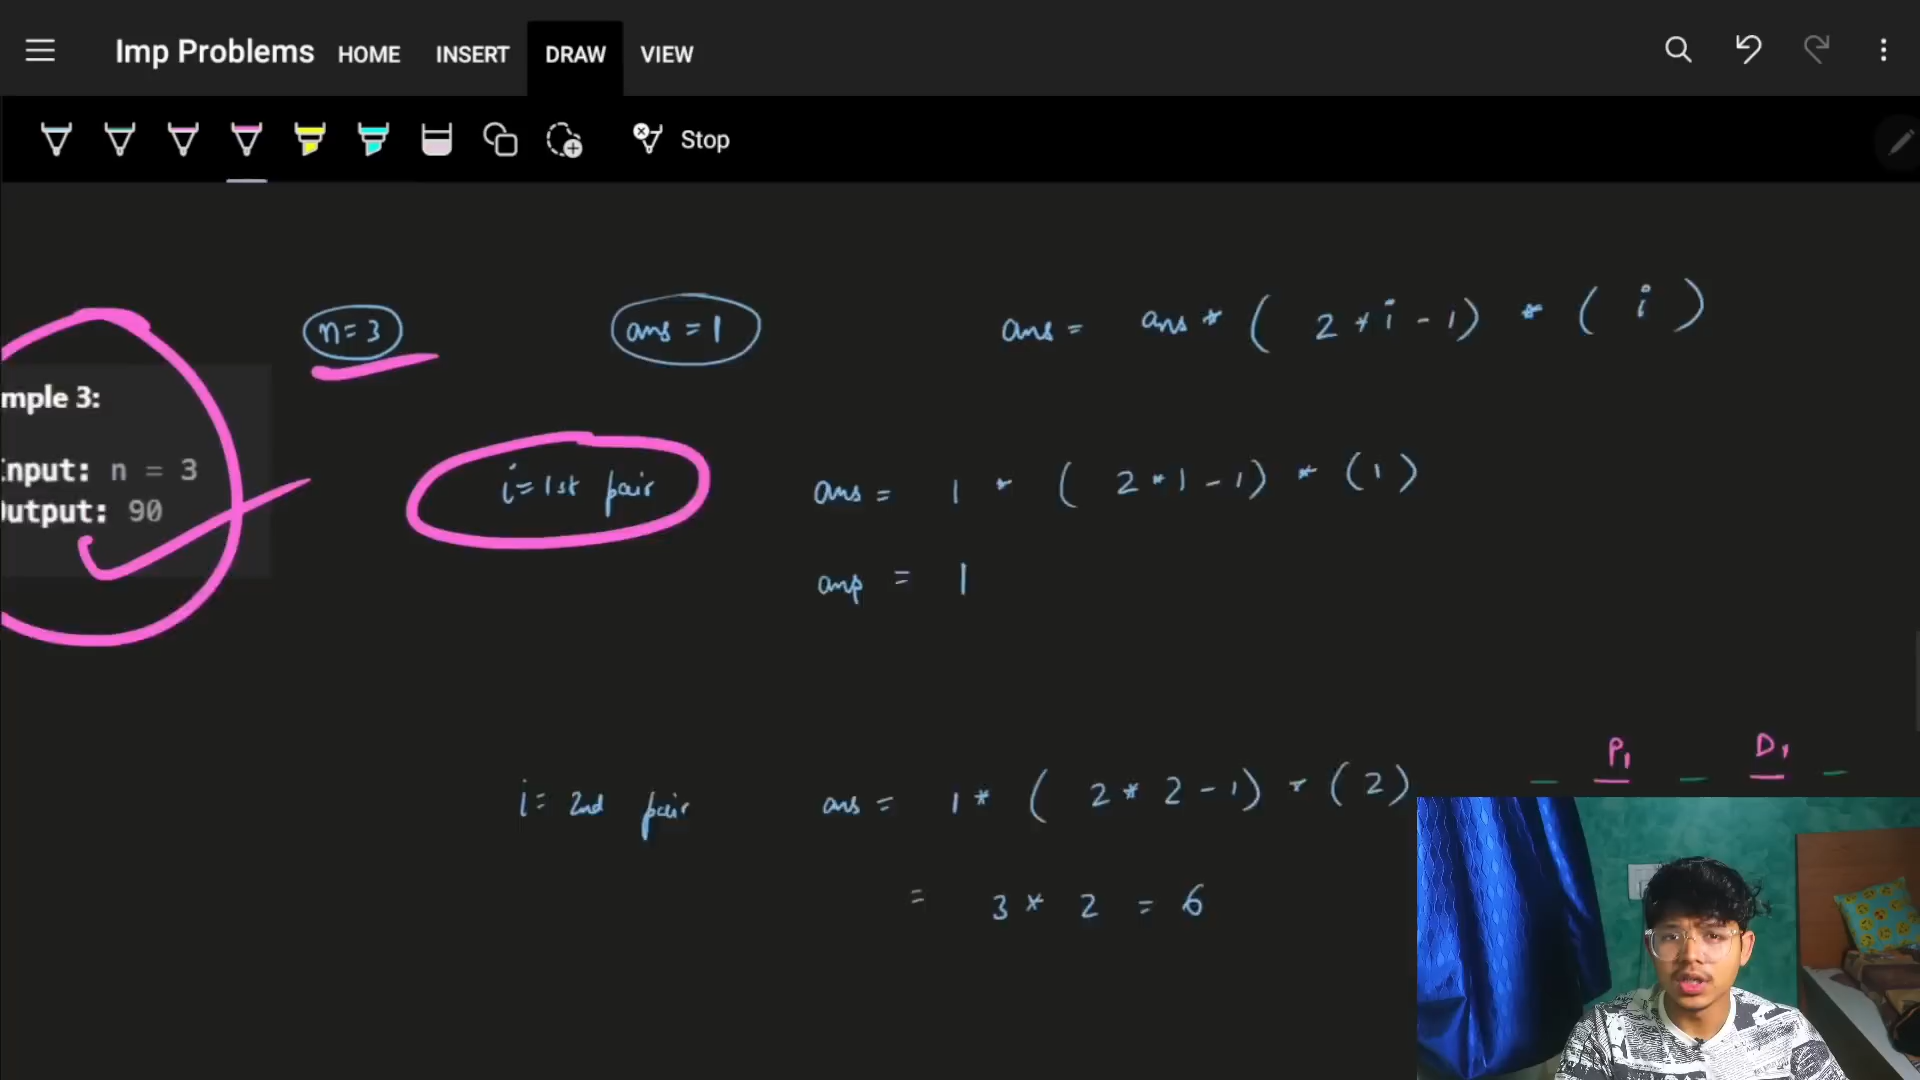 Imp Problems HOME INSERT DRAW VIEW
Stop
n=3 ans = 1 ans = ans * ( 2 * i - 1) * ( i )
mple 3:
Input: n = 3
Output: 90
i= 1st pair ans = 1 * ( 2 * 1 - 1) * (1)
ans = 1
P1 D1
i= 2nd pair ans = 1 * ( 2 * 2 - 1) * (2)
= 3 * 2 = 6